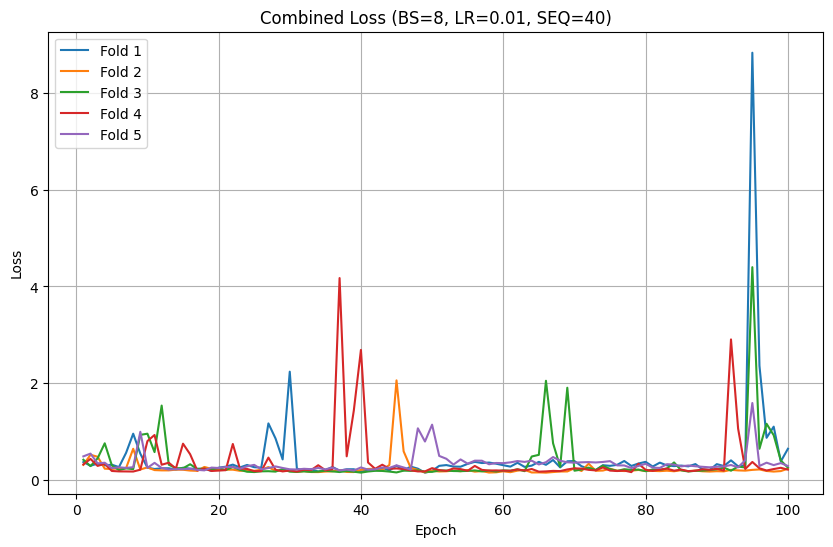 Combined Loss (BS=8, LR=0.01, SEQ=40)
Fold 1
Fold 2
Fold 3
Fold 4
Fold 5
8
6
4
2
0
Loss
0 20 40 60 80 100
Epoch